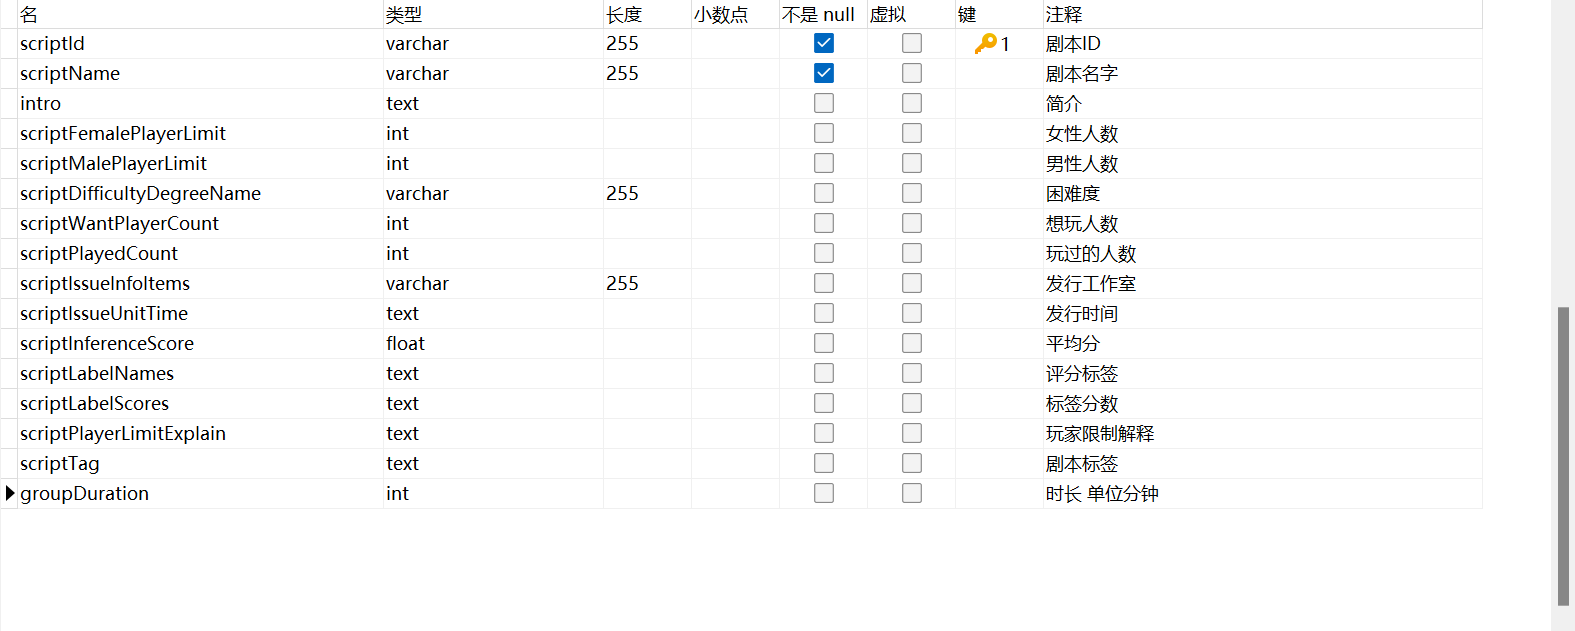 名 类型 长度 小数点 不是 null 虚拟 键 注释
scriptId varchar 255 1 剧本ID
scriptName varchar 255 剧本名字
intro text 简介
scriptFemalePlayerLimit int 女性人数
scriptMalePlayerLimit int 男性人数
scriptDifficultyDegreeName varchar 255 困难度
scriptWantPlayerCount int 想玩人数
scriptPlayedCount int 玩过的人数
scriptIssueInfoItems varchar 255 发行工作室
scriptIssueUnitTime text 发行时间
scriptInferenceScore float 平均分
scriptLabelNames text 评分标签
scriptLabelScores text 标签分数
scriptPlayerLimitExplain text 玩家限制解释
scriptTag text 剧本标签
groupDuration int 时长 单位分钟